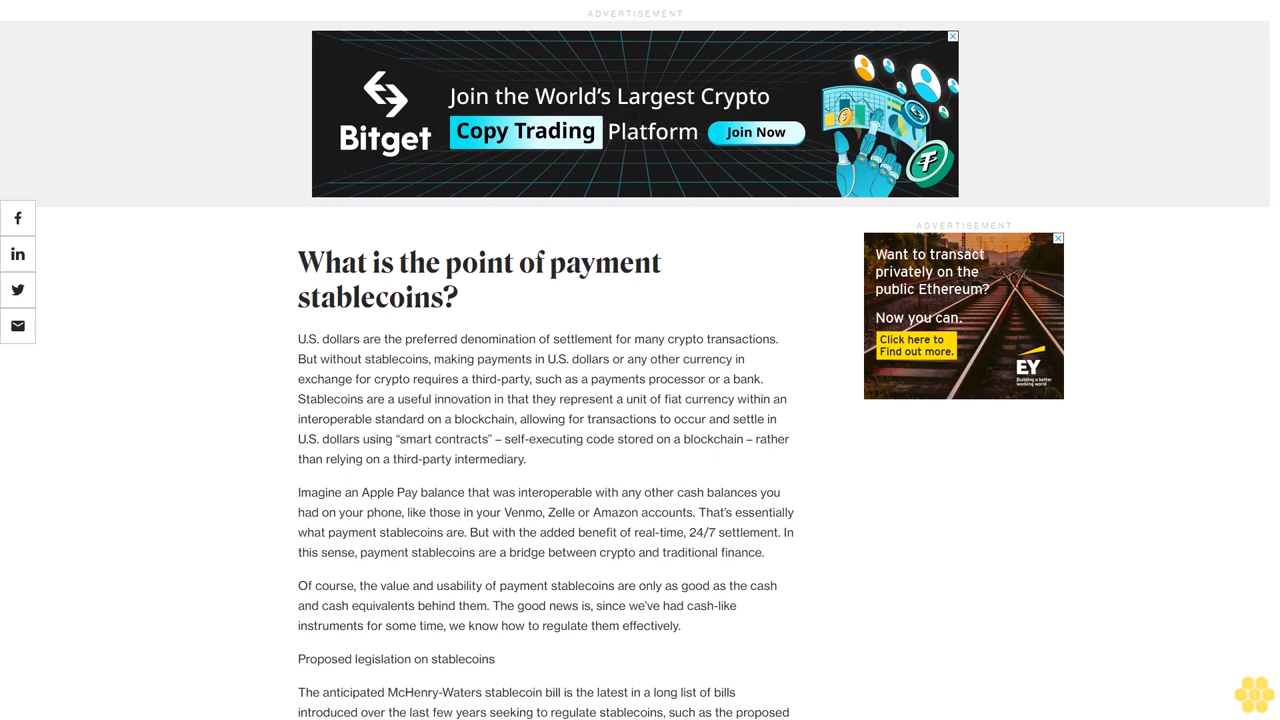 ADVERTISEMENT
Bitget
Join the World's Largest Crypto
Copy Trading Platform Join Now
ADVERTISEMENT
Want to transact
privately on the
public Ethereum?
Now you can.
Click here to
Find out more.
EY
Building a better
working world
What is the point of payment
stablecoins?
U.S. dollars are the preferred denomination of settlement for many crypto transactions.
But without stablecoins, making payments in U.S. dollars or any other currency in
exchange for crypto requires a third-party, such as a payments processor or a bank.
Stablecoins are a useful innovation in that they represent a unit of fiat currency within an
interoperable standard on a blockchain, allowing for transactions to occur and settle in
U.S. dollars using “smart contracts” – self-executing code stored on a blockchain – rather
than relying on a third-party intermediary.
Imagine an Apple Pay balance that was interoperable with any other cash balances you
had on your phone, like those in your Venmo, Zelle or Amazon accounts. That’s essentially
what payment stablecoins are. But with the added benefit of real-time, 24/7 settlement. In
this sense, payment stablecoins are a bridge between crypto and traditional finance.
Of course, the value and usability of payment stablecoins are only as good as the cash
and cash equivalents behind them. The good news is, since we’ve had cash-like
instruments for some time, we know how to regulate them effectively.
Proposed legislation on stablecoins
The anticipated McHenry-Waters stablecoin bill is the latest in a long list of bills
introduced over the last few years seeking to regulate stablecoins, such as the proposed